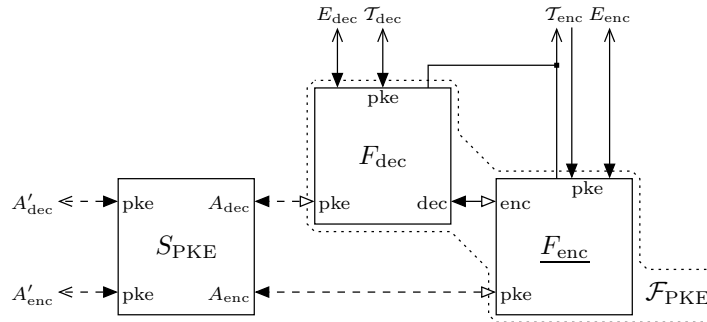 E_dec T_dec T_enc E_enc
pke
F_dec
pke dec
pke
A'_dec pke A_dec enc
S_PKE F_enc
A'_enc pke A_enc pke F_PKE